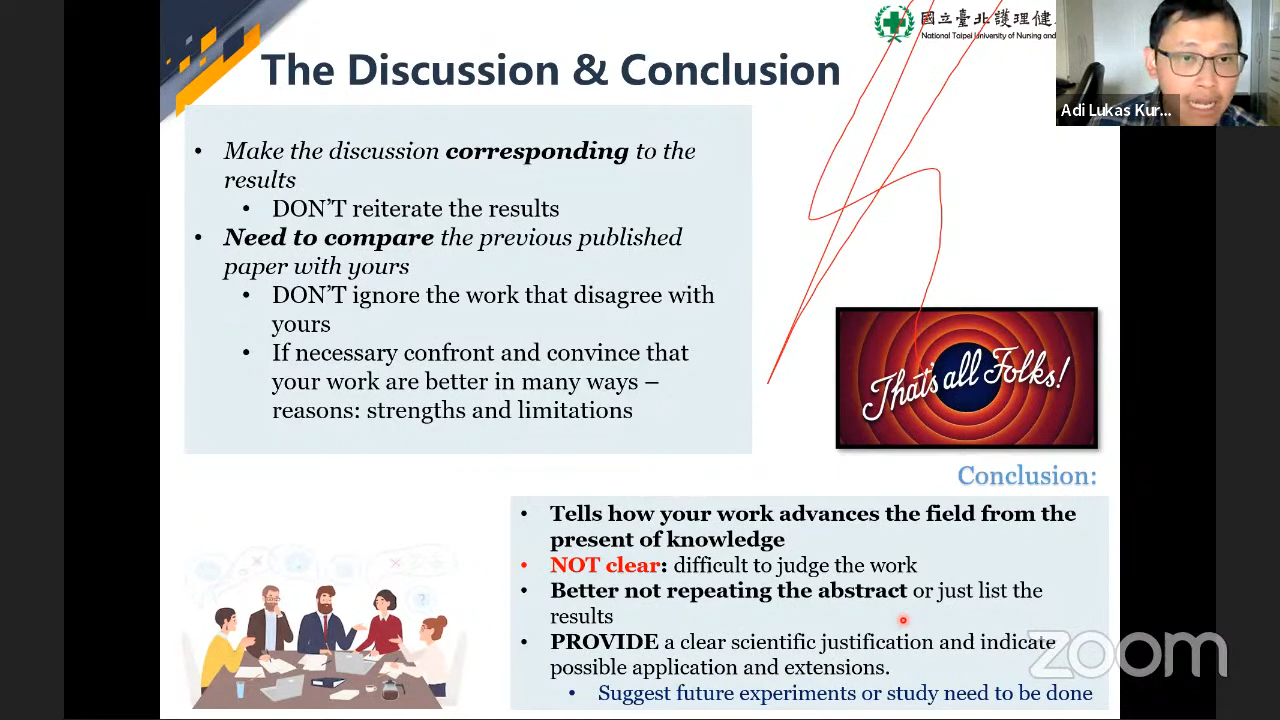 國立臺北護理健
National Taipei University of Nursing and
The Discussion & Conclusion
Adi Lukas Kur...
• Make the discussion corresponding to the
results
• DON'T reiterate the results
• Need to compare the previous published
paper with yours
• DON'T ignore the work that disagree with
yours
• If necessary confront and convince that
your work are better in many ways –
reasons: strengths and limitations
That's all Folks!
Conclusion:
• Tells how your work advances the field from the
present of knowledge
• NOT clear: difficult to judge the work
• Better not repeating the abstract or just list the
results
• PROVIDE a clear scientific justification and indicate
possible application and extensions.
• Suggest future experiments or study need to be done
zoom